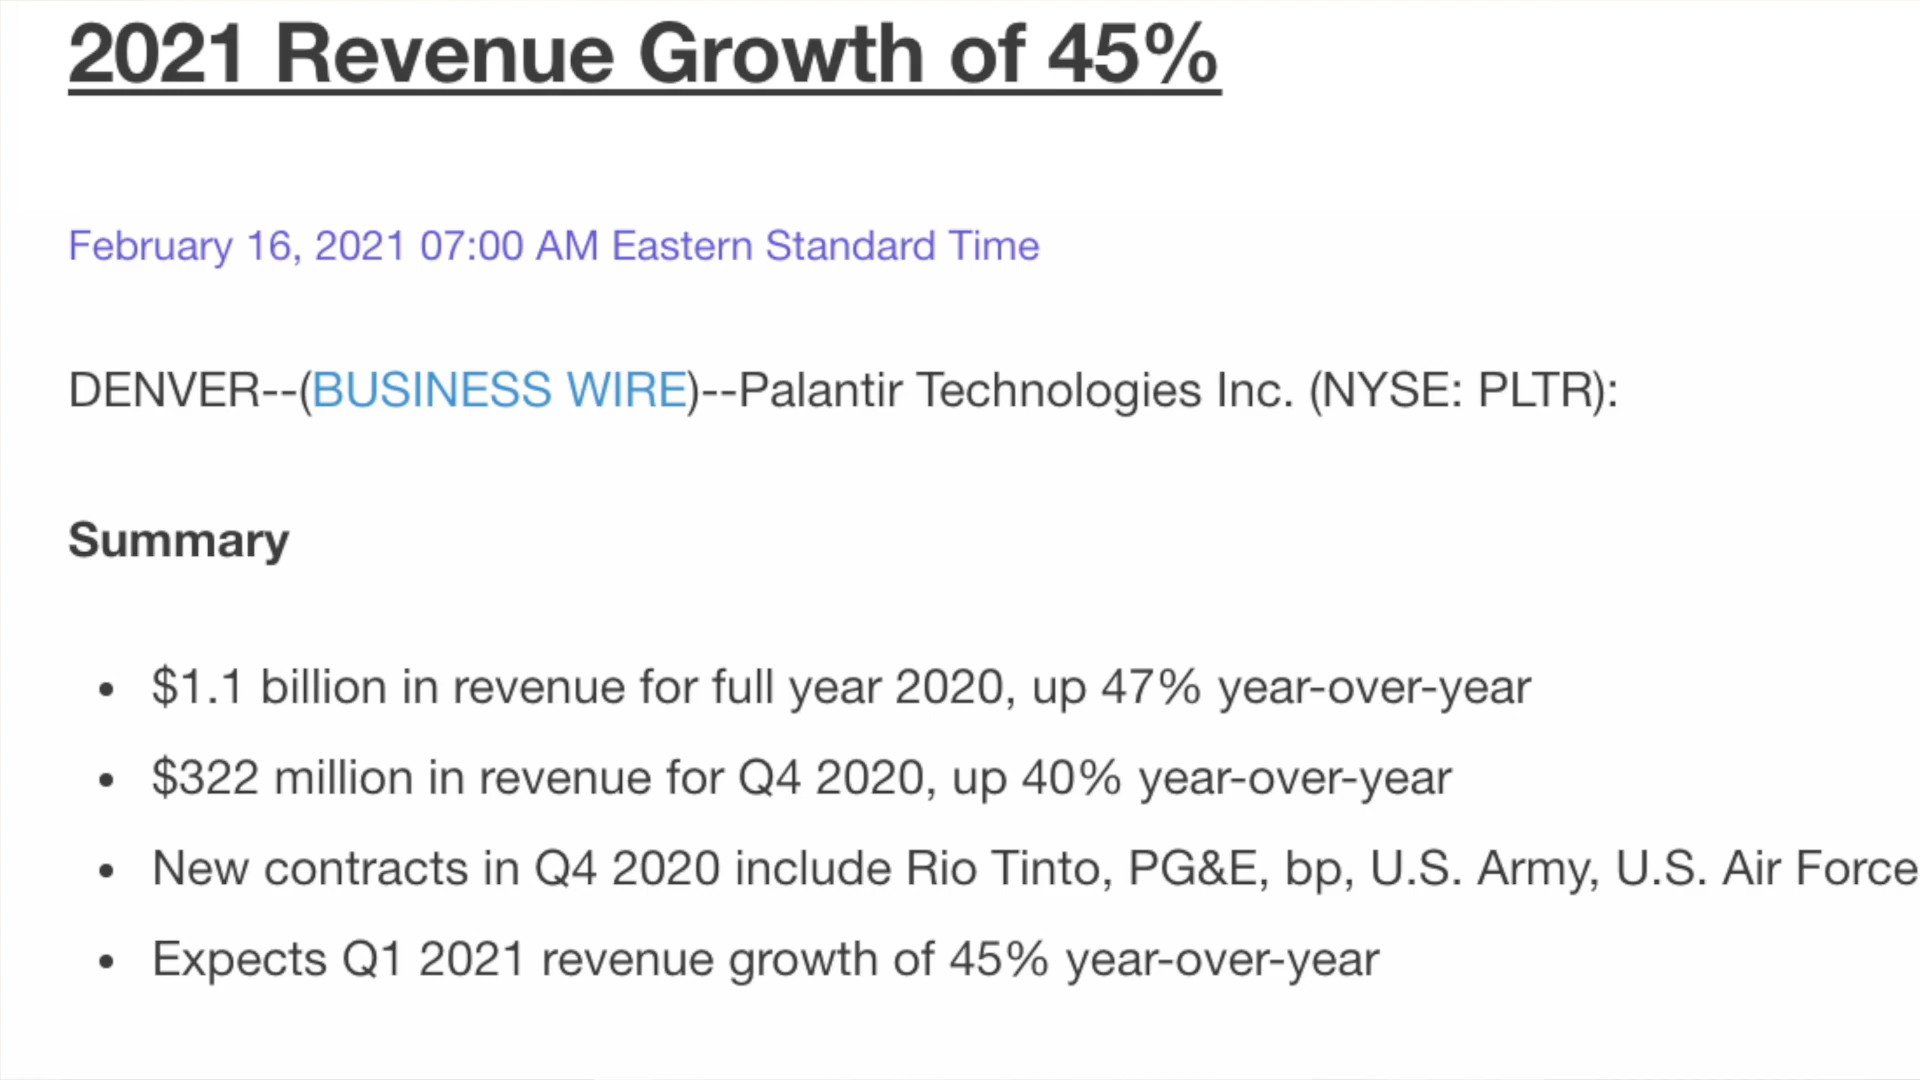 2021 Revenue Growth of 45%
February 16, 2021 07:00 AM Eastern Standard Time
DENVER--(BUSINESS WIRE)--Palantir Technologies Inc. (NYSE: PLTR):
Summary
• $1.1 billion in revenue for full year 2020, up 47% year-over-year
• $322 million in revenue for Q4 2020, up 40% year-over-year
• New contracts in Q4 2020 include Rio Tinto, PG&E, bp, U.S. Army, U.S. Air Force
• Expects Q1 2021 revenue growth of 45% year-over-year